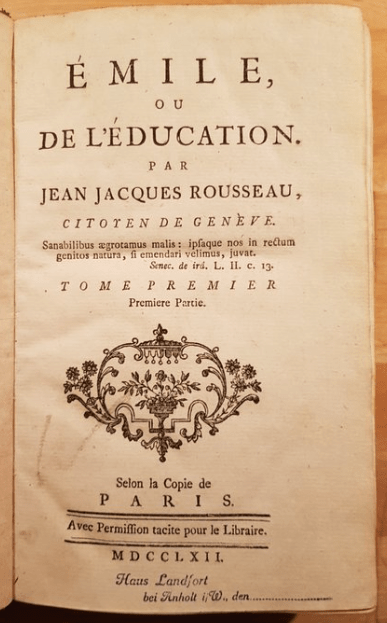 ÉMILE,
OU
DE L'ÉDUCATION.
PAR
JEAN JACQUES ROUSSEAU,
CITOYEN DE GENÈVE.
Sanabilibus ægrotamus malis: ipſaque nos in rectum
genitos natura, ſi emendari velimus, juvat.
Senec. de irâ. L. II. c. 13.
TOME PREMIER
Premiere Partie.
Selon la Copie de
PARIS.
Avec Permiſſion tacite pour le Libraire.
MDCCLXII.
Haus Landfort
bei Anholt i/W., den